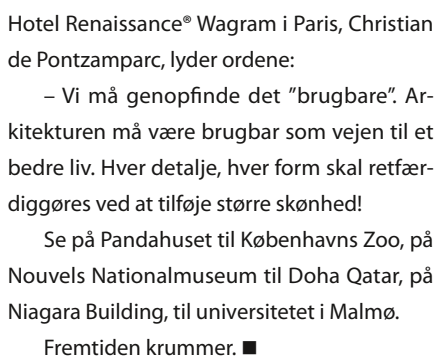 Hotel Renaissance® Wagram i Paris, Christian
de Pontzamparc, lyder ordene:
– Vi må genopfinde det ”brugbare”. Ar-
kitekturen må være brugbar som vejen til et
bedre liv. Hver detalje, hver form skal retfær-
diggøres ved at tilføje større skønhed!
Se på Pandahuset til Københavns Zoo, på
Nouvels Nationalmuseum til Doha Qatar, på
Niagara Building, til universitetet i Malmø.
Fremtiden krummer. ■